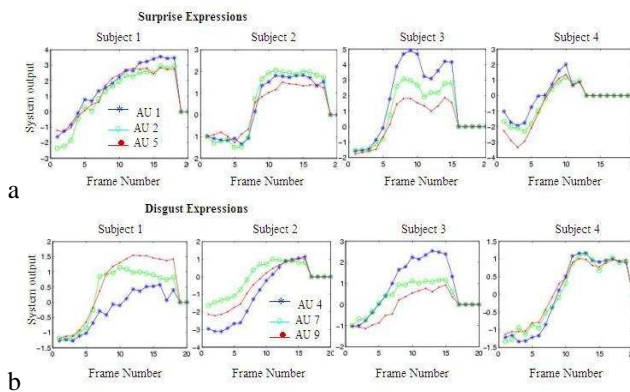 Surprise Expressions
Subject 1 Subject 2 Subject 3 Subject 4
System output
AU 1
AU 2
AU 5
Frame Number Frame Number Frame Number Frame Number
a
Disgust Expressions
Subject 1 Subject 2 Subject 3 Subject 4
System output
AU 4
AU 7
AU 9
Frame Number Frame Number Frame Number Frame Number
b